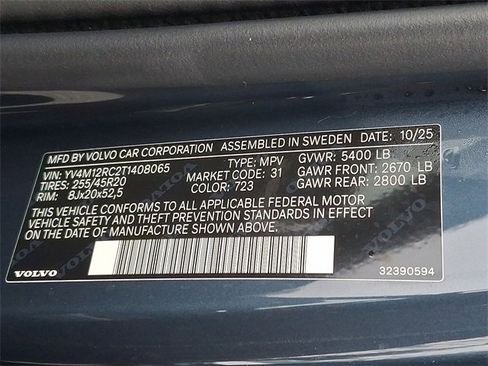 MFD BY VOLVO CAR CORPORATION ASSEMBLED IN SWEDEN DATE: 10/25
VIN: YV4M12RC2T1408065 TYPE: MPV GVWR: 5400 LB
TIRES: 255/45R20 MARKET CODE: 31 GAWR FRONT: 2670 LB
RIM: 8Jx20x52,5 COLOR: 723 GAWR REAR: 2800 LB
THIS VEHICLE CONFORMS TO ALL APPLICABLE FEDERAL MOTOR
VEHICLE SAFETY AND THEFT PREVENTION STANDARDS IN EFFECT
ON THE DATE OF MANUFACTURE SHOWN ABOVE.
VOLVO 32390594